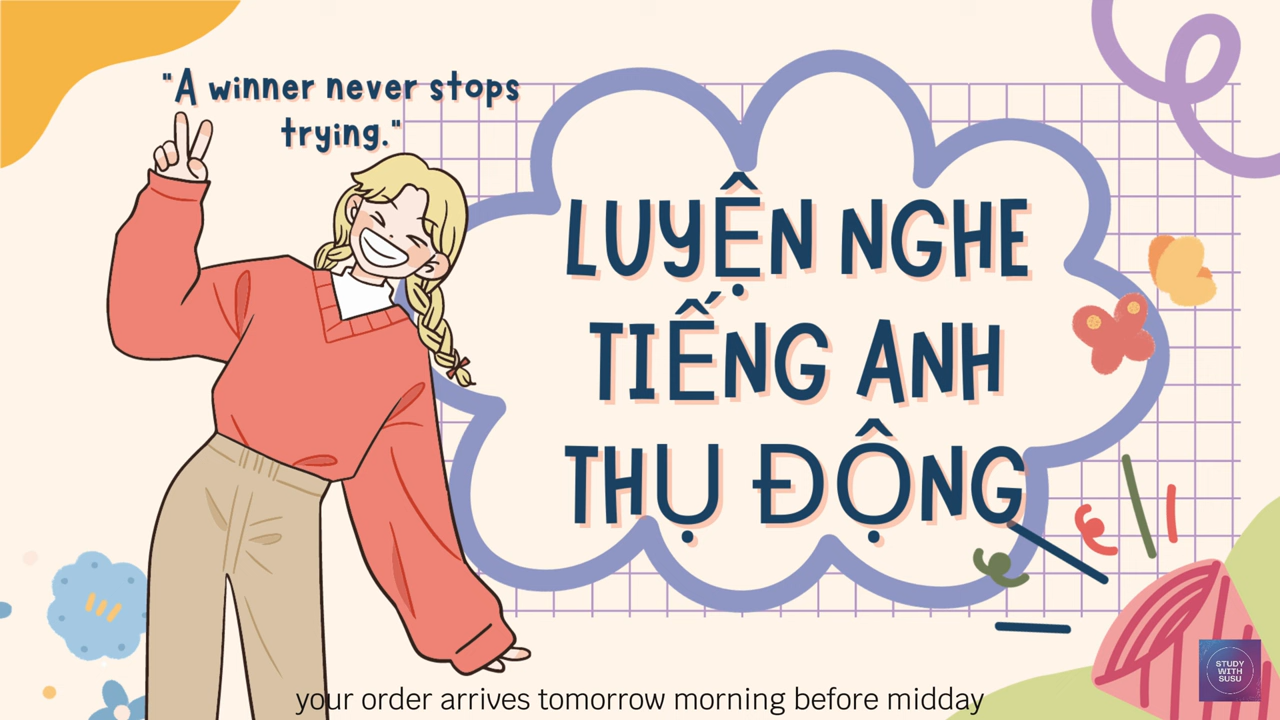 "A winner never stops
trying."
LUYỆN NGHE
TIẾNG ANH
THỤ ĐỘNG
STUDY
WITH
SUSU
your order arrives tomorrow morning before midday